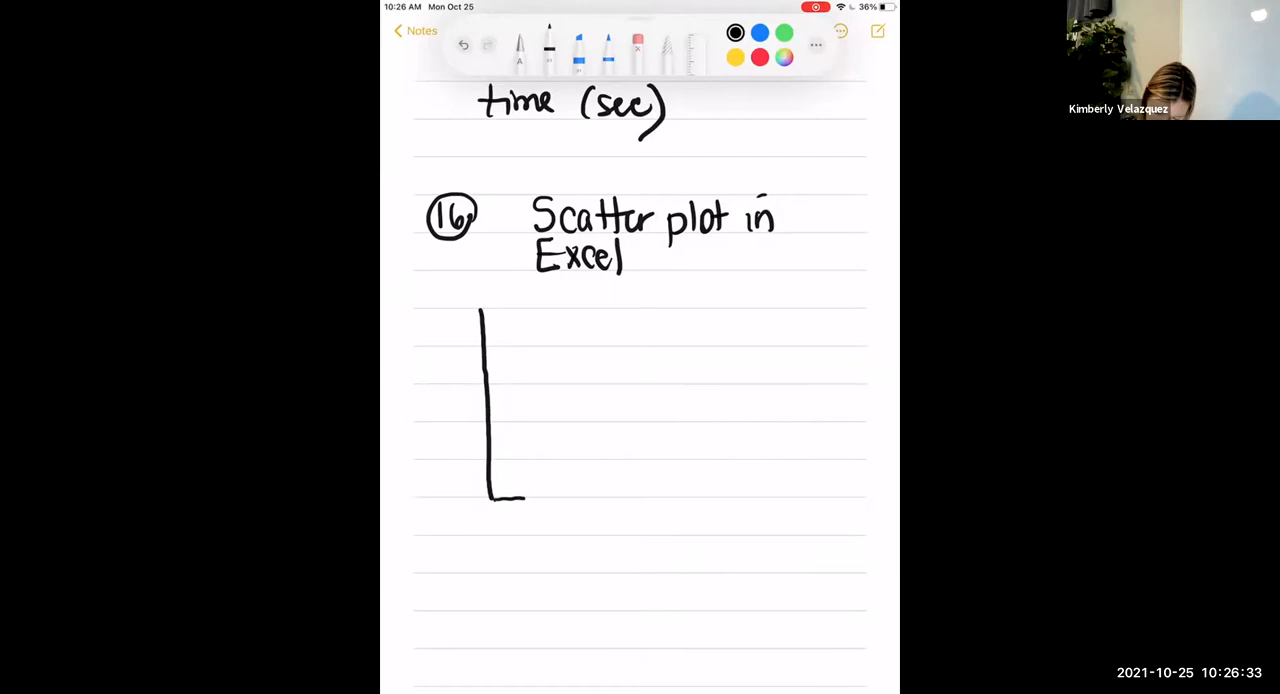 10:26 AM Mon Oct 25
36%
Notes
time (sec)
16. Scatter plot in
Excel
Kimberly Velazquez
2021-10-25 10:26:33